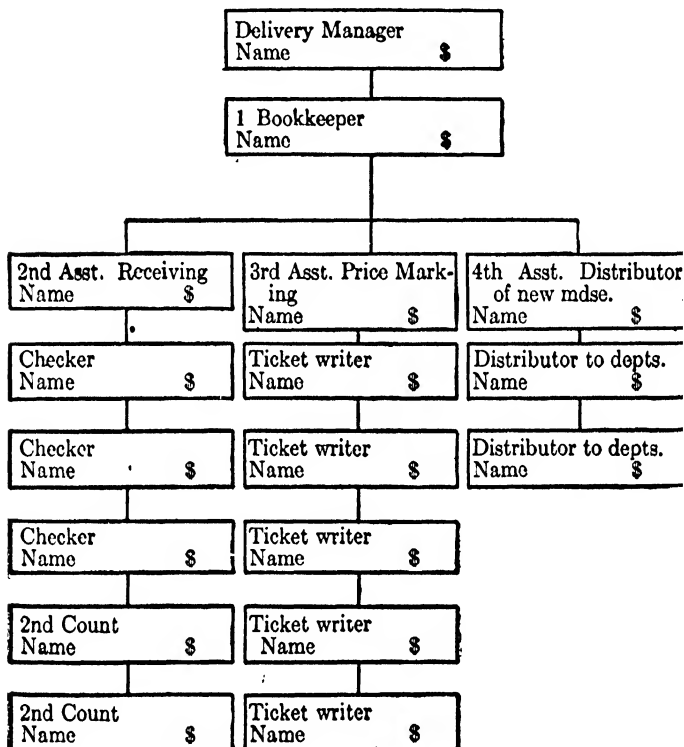 Delivery Manager
Name $
1 Bookkeeper
Name $
2nd Asst. Receiving
Name $
3rd Asst. Price Mark-
ing
Name $
4th Asst. Distributor
of new mdse.
Name $
Checker
Name $
Ticket writer
Name $
Distributor to depts.
Name $
Checker
Name $
Ticket writer
Name $
Distributor to depts.
Name $
Checker
Name $
Ticket writer
Name $
2nd Count
Name $
Ticket writer
Name $
2nd Count
Name $
Ticket writer
Name $